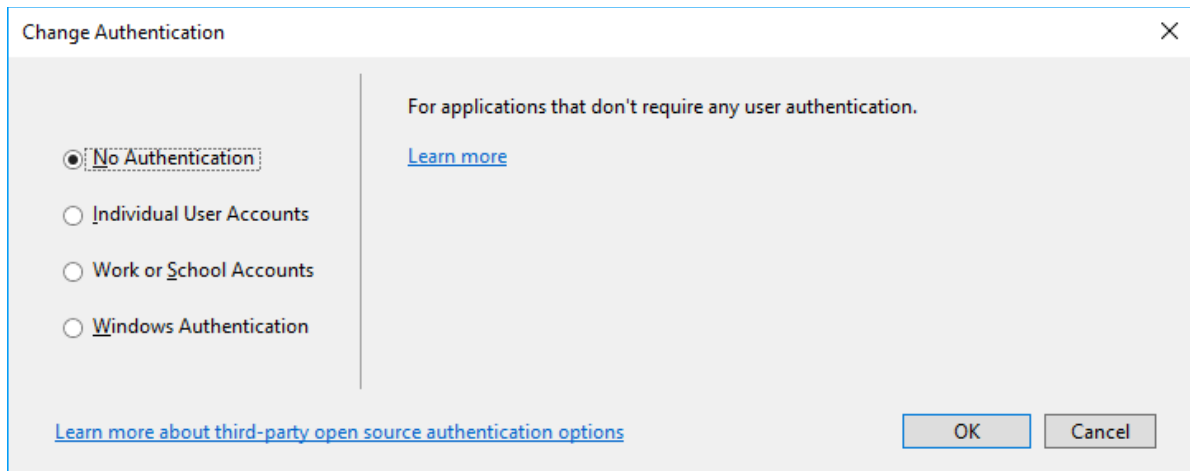 Change Authentication
For applications that don't require any user authentication.
No Authentication
Learn more
Individual User Accounts
Work or School Accounts
Windows Authentication
Learn more about third-party open source authentication options
OK
Cancel